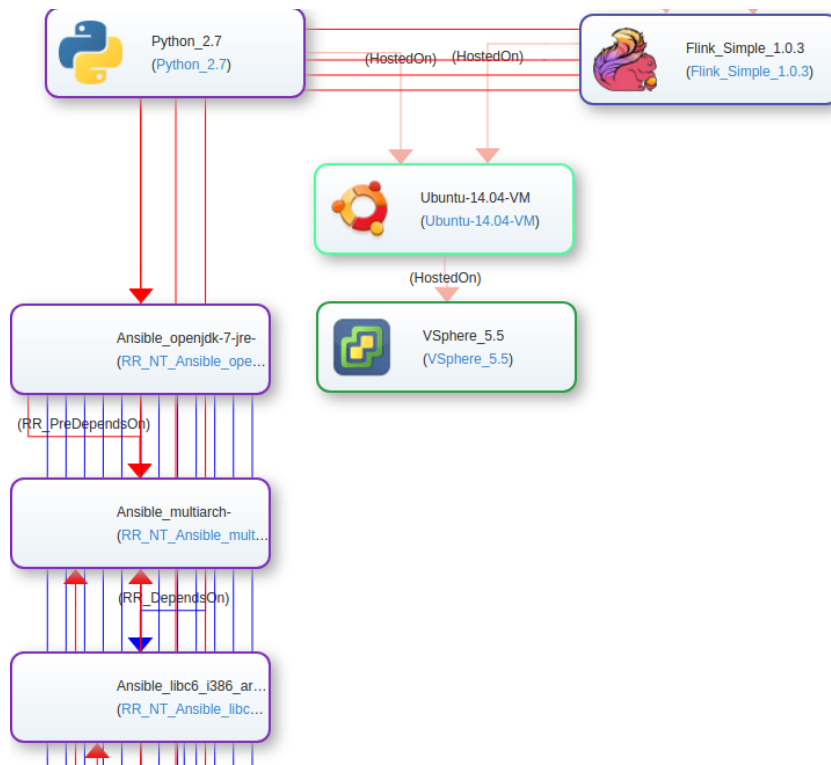 Python_2.7
(Python_2.7)
(HostedOn)
(HostedOn)
Flink_Simple_1.0.3
(Flink_Simple_1.0.3)
Ubuntu-14.04-VM
(Ubuntu-14.04-VM)
(HostedOn)
Ansible_openjdk-7-jre-
(RR_NT_Ansible_ope...
VSphere_5.5
(VSphere_5.5)
(RR_PreDependsOn)
Ansible_multiarch-
(RR_NT_Ansible_mult...
(RR_DependsOn)
Ansible_libc6_i386_ar...
(RR_NT_Ansible_libc...